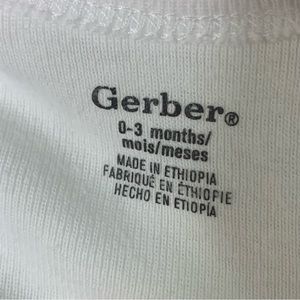 Gerber®
0-3 months/
mois/meses
MADE IN ETHIOPIA
FABRIQUÉ EN ÉTHIOPIE
HECHO EN ETIOPÍA